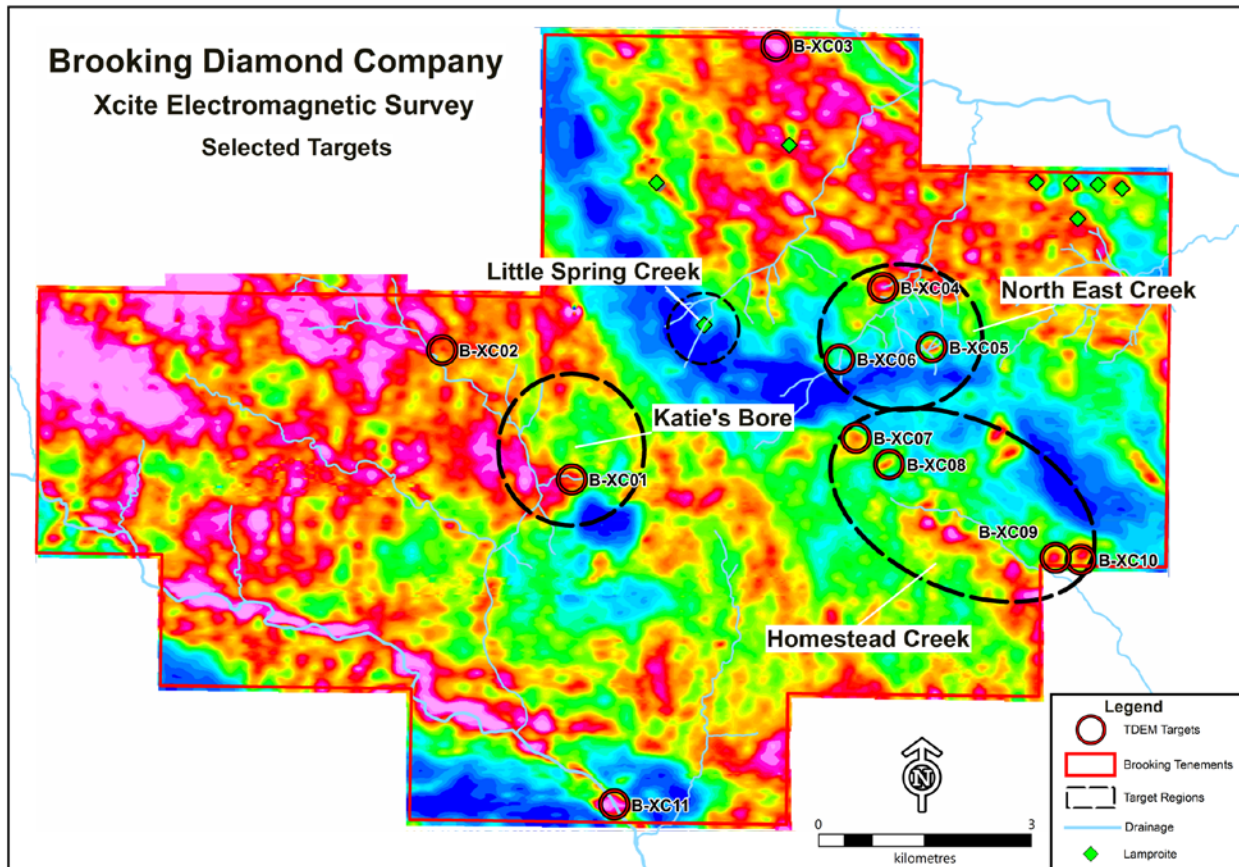 Brooking Diamond Company
Xcite Electromagnetic Survey
Selected Targets
B-XC03
Little Spring Creek
B-XC04
North East Creek
B-XC02
B-XC06
B-XC05
Katie's Bore
B-XC07
B-XC08
B-XC01
B-XC09
B-XC10
Homestead Creek
B-XC11
N
0 3
kilometres
Legend
TDEM Targets
Brooking Tenements
Target Regions
Drainage
Lamproite